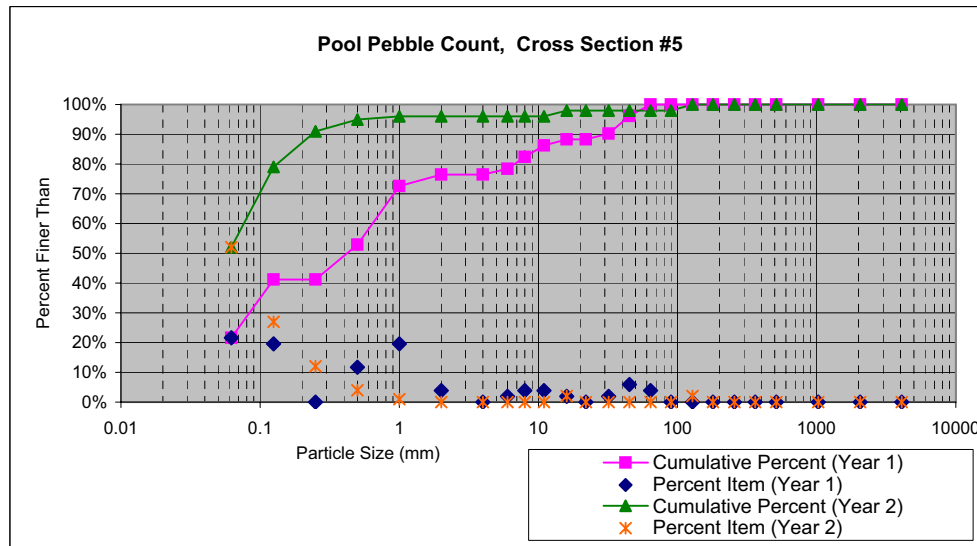 Pool Pebble Count, Cross Section #5
100%
90%
80%
70%
60%
50%
40%
30%
20%
10%
0%
Percent Finer Than
0.01 0.1 1 10 100 1000 10000
Particle Size (mm)
Cumulative Percent (Year 1)
Percent Item (Year 1)
Cumulative Percent (Year 2)
Percent Item (Year 2)